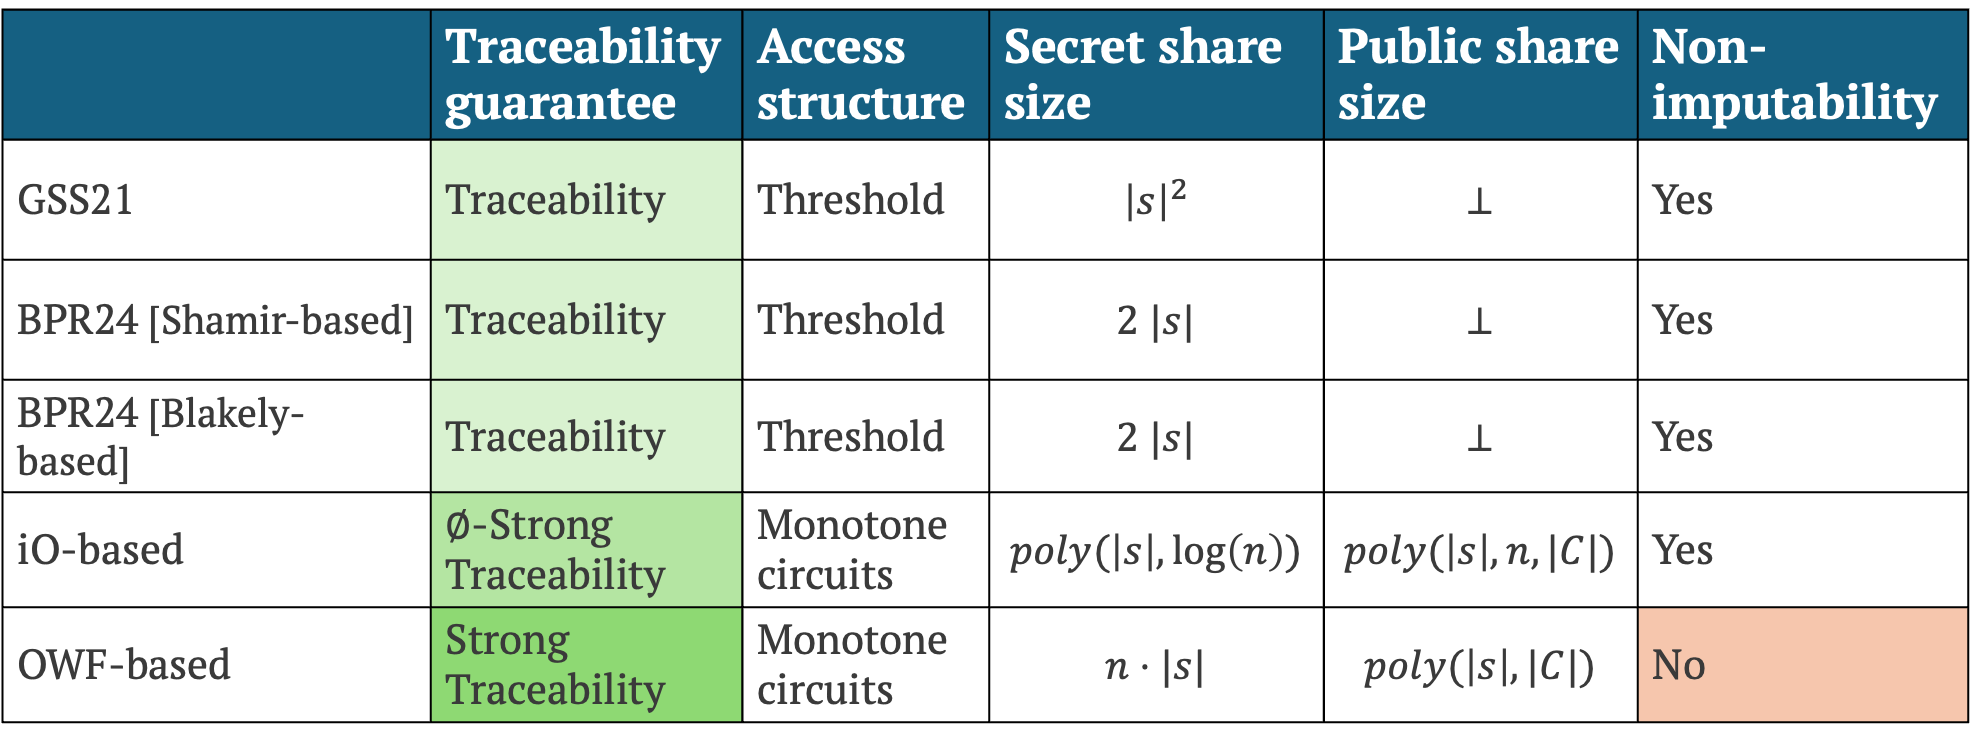 Traceability guarantee
Access structure
Secret share size
Public share size
Non-imputability
GSS21
Traceability
Threshold
|s|²
⊥
Yes
BPR24 [Shamir-based]
Traceability
Threshold
2 |s|
⊥
Yes
BPR24 [Blakely-
based]
Traceability
Threshold
2 |s|
⊥
Yes
iO-based
∅-Strong
Traceability
Monotone
circuits
poly(|s|, log(n))
poly(|s|, n, |C|)
Yes
OWF-based
Strong
Traceability
Monotone
circuits
n · |s|
poly(|s|, |C|)
No